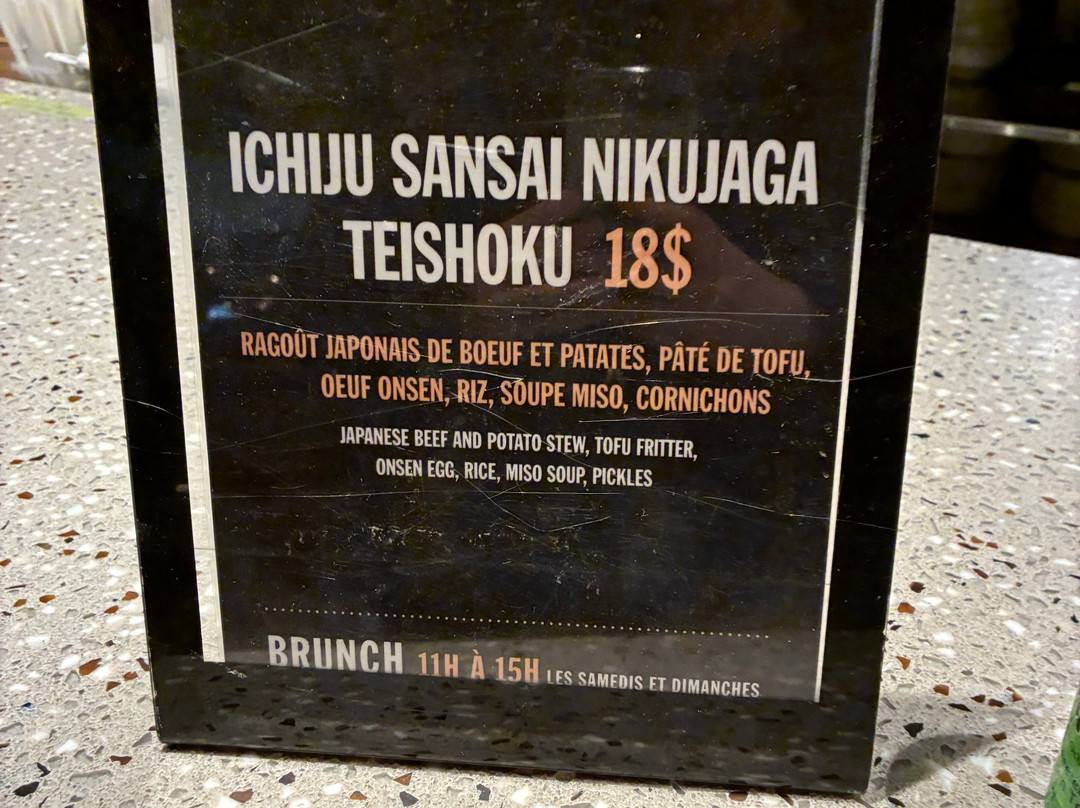 ICHIJU SANSAI NIKUJAGA
TEISHOKU 18$
RAGOÛT JAPONAIS DE BOEUF ET PATATES, PÂTÉ DE TOFU,
OEUF ONSEN, RIZ, SOUPE MISO, CORNICHONS
JAPANESE BEEF AND POTATO STEW, TOFU FRITTER,
ONSEN EGG, RICE, MISO SOUP, PICKLES
BRUNCH 11H À 15H LES SAMEDIS ET DIMANCHES